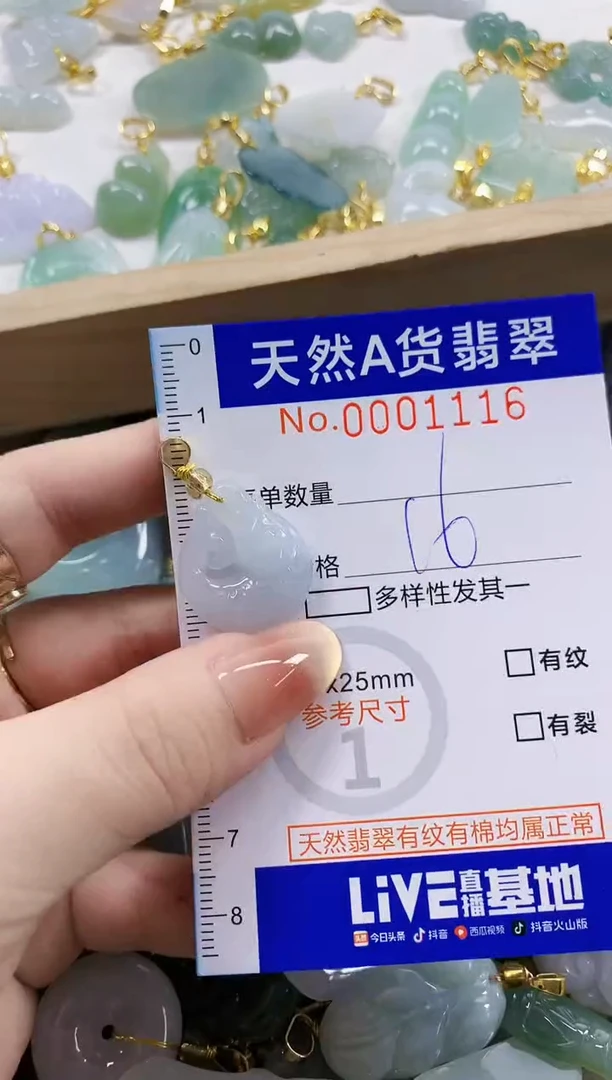 0
天然A货翡翠
1
No.0001116
单数量
16
格
多样性发其一
有纹
x25mm
参考尺寸
有裂
1
天然翡翠有纹有棉均属正常
7
LiVE直播基地
8
今日头条 抖音 西瓜视频 抖音火山版